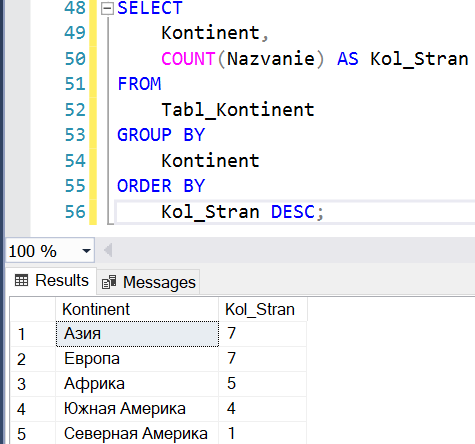 48 SELECT
49 Kontinent,
50 COUNT(Nazvanie) AS Kol_Stran
51 FROM
52 Tabl_Kontinent
53 GROUP BY
54 Kontinent
55 ORDER BY
56 Kol_Stran DESC;
100 %
Results Messages
Kontinent Kol_Stran
1 Азия 7
2 Европа 7
3 Африка 5
4 Южная Америка 4
5 Северная Америка 1